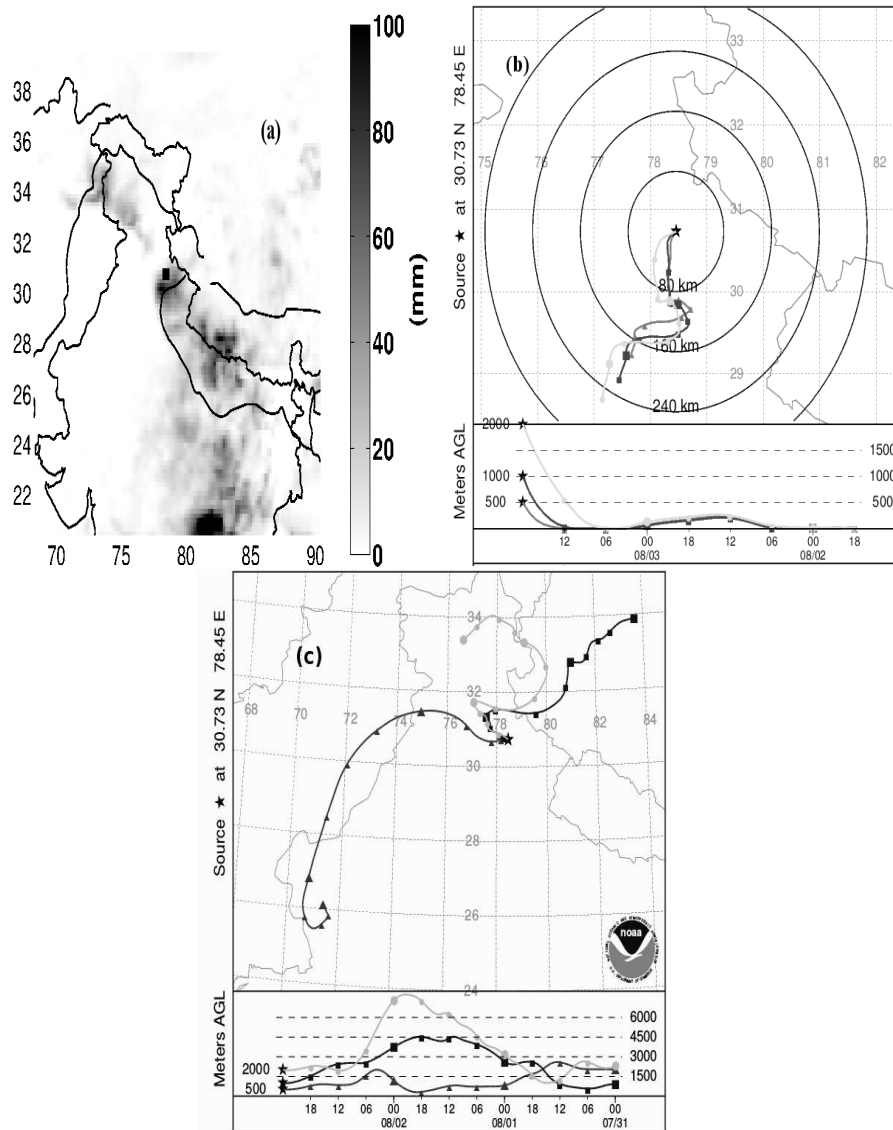 (a)
100
80
60
40
20
0
(mm)
38
36
34
32
30
28
26
24
22
70 75 80 85 90
(b)
Source ★ at 30.73 N 78.45 E
33
32
31
30
29
75 76 77 78 79 80 81 82
80 km
160 km
240 km
Meters AGL
2000
1000
500
1500
1000
500
12 06 00 18 12 06 00 18
08/03 08/02
(c)
Source ★ at 30.73 N 78.45 E
34
32
30
28
26
24
68 70 72 74 76 78 80 82 84
noaa
Meters AGL
2000
500
6000
4500
3000
1500
18 12 06 00 18 12 06 00 18 12 06 00
08/02 08/01 07/31